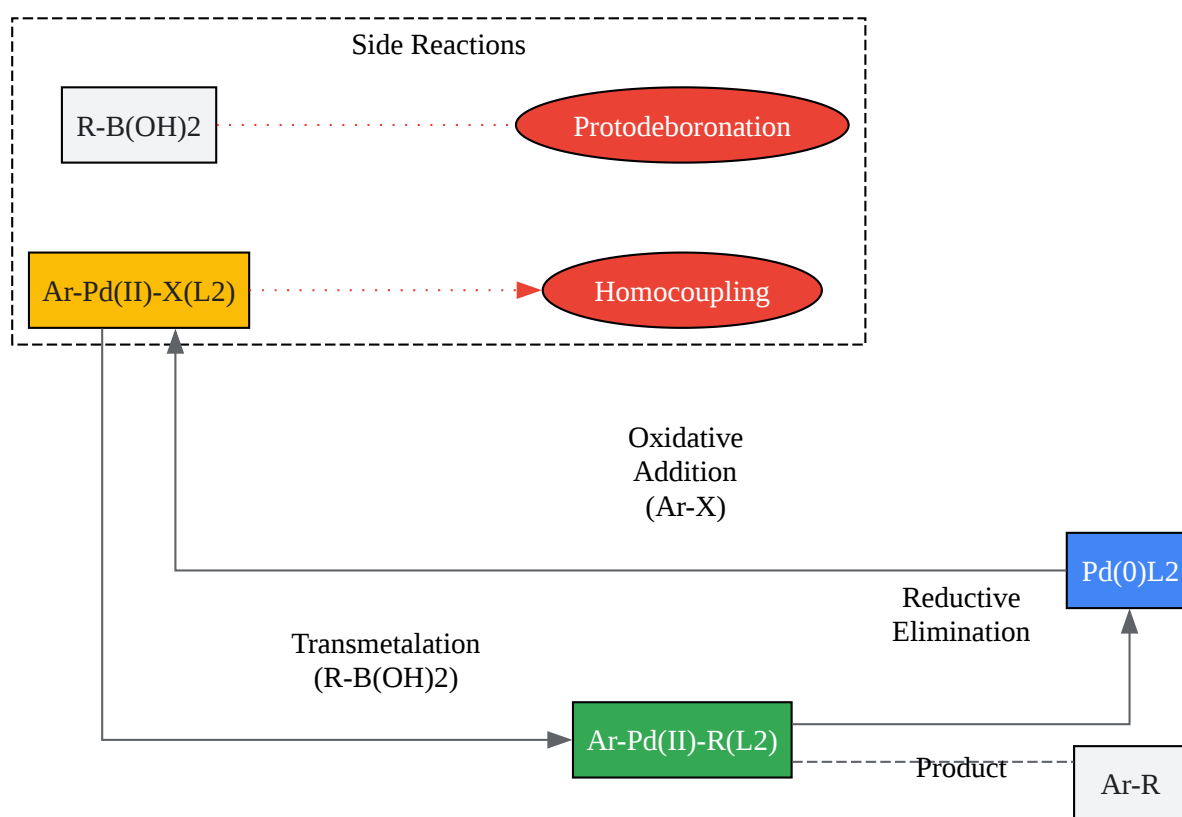 Side Reactions
R-B(OH)2
Protodeboronation
Ar-Pd(II)-X(L2)
Homocoupling
Oxidative
Addition
(Ar-X)
Pd(0)L2
Reductive
Elimination
Transmetalation
(R-B(OH)2)
Ar-Pd(II)-R(L2)
Product
Ar-R